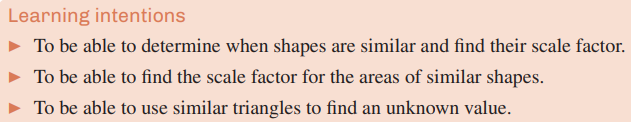 Learning intentions
▶ To be able to determine when shapes are similar and find their scale factor.
▶ To be able to find the scale factor for the areas of similar shapes.
▶ To be able to use similar triangles to find an unknown value.